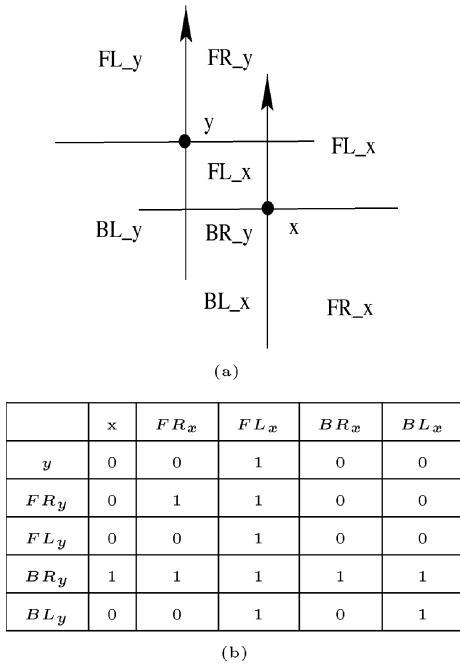 FL_y FR_y
y
FL_x FL_x
BL_y BR_y x
BL_x FR_x
(a)
x FR_x FL_x BR_x BL_x
y 0 0 1 0 0
FR_y 0 1 1 0 0
FL_y 0 0 1 0 0
BR_y 1 1 1 1 1
BL_y 0 0 1 0 1
(b)